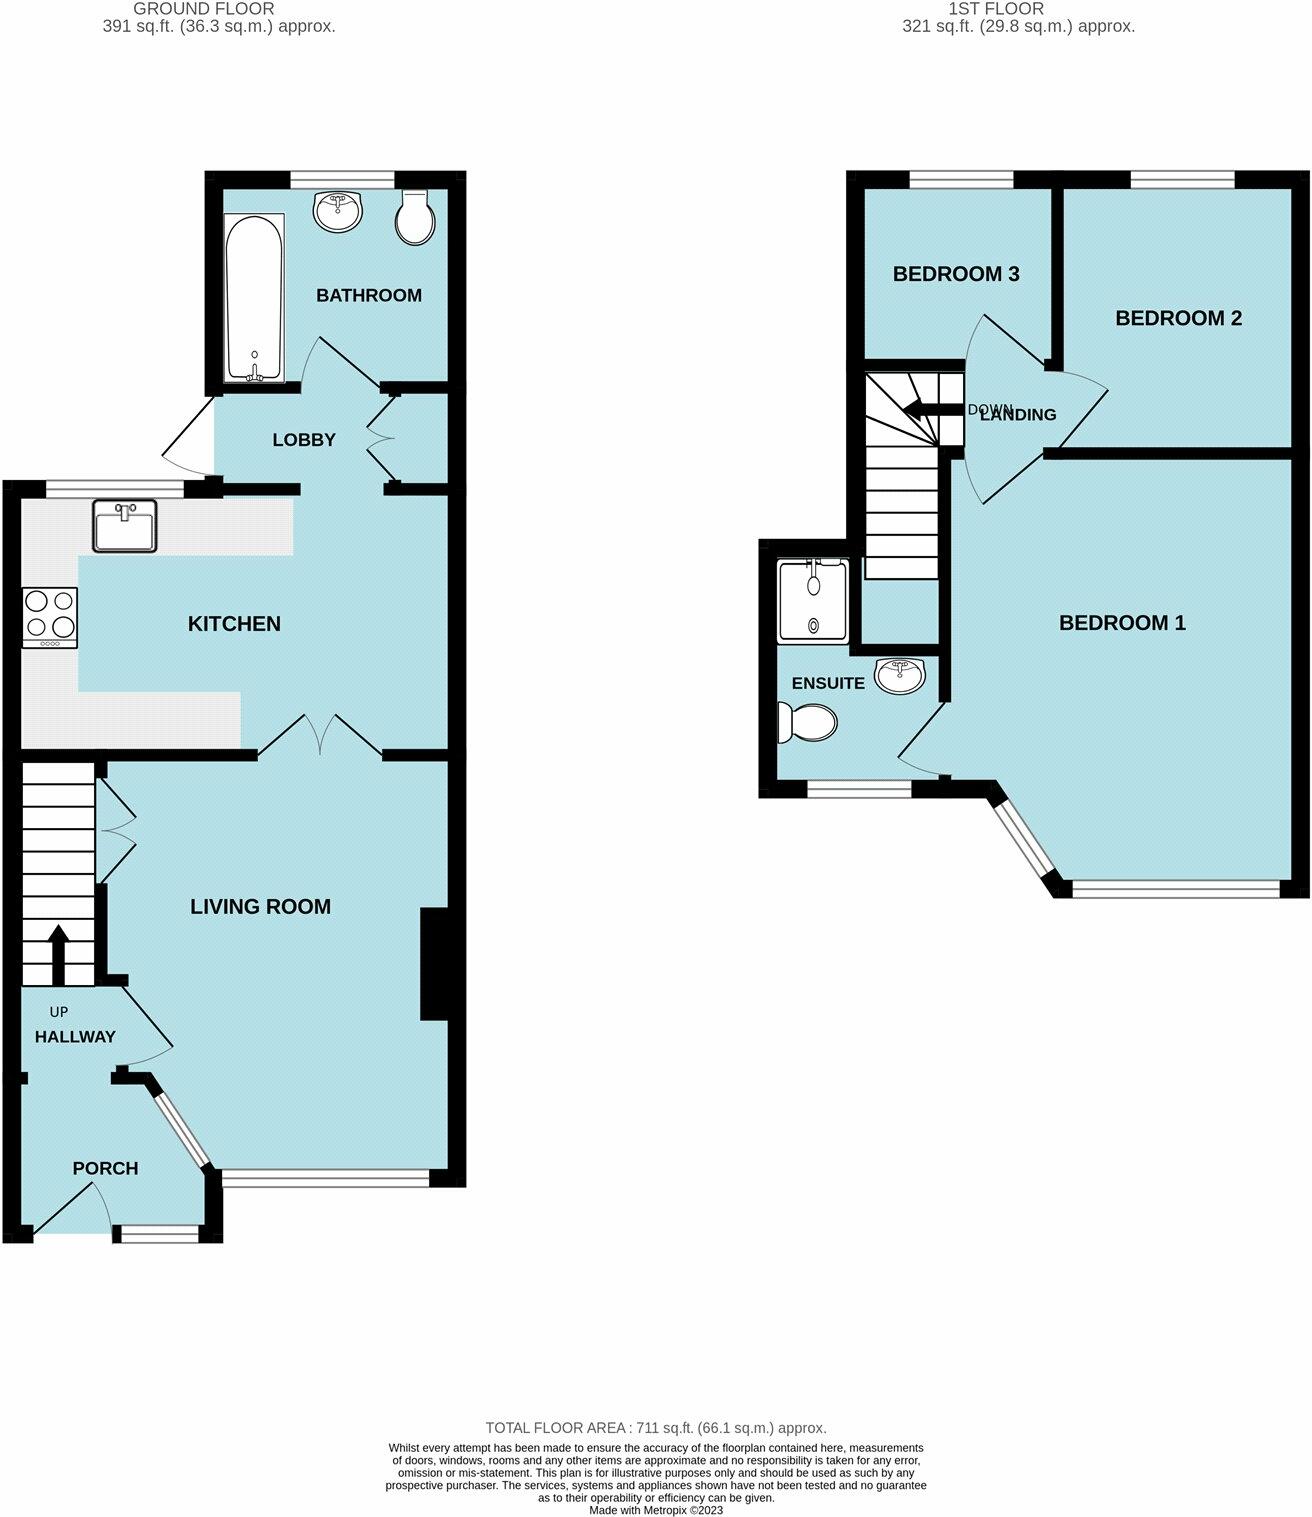 GROUND FLOOR
391 sq.ft. (36.3 sq.m.) approx.
1ST FLOOR
321 sq.ft. (29.8 sq.m.) approx.
BATHROOM
LOBBY
KITCHEN
LIVING ROOM
UP
HALLWAY
PORCH
BEDROOM 3
BEDROOM 2
DOWN
LANDING
BEDROOM 1
ENSUITE
TOTAL FLOOR AREA : 711 sq.ft. (66.1 sq.m.) approx.
Whilst every attempt has been made to ensure the accuracy of the floorplan contained here, measurements
of doors, windows, rooms and any other items are approximate and no responsibility is taken for any error,
omission or mis-statement. This plan is for illustrative purposes only and should be used as such by any
prospective purchaser. The services, systems and appliances shown have not been tested and no guarantee
as to their operability or efficiency can be given.
Made with Metropix ©2023